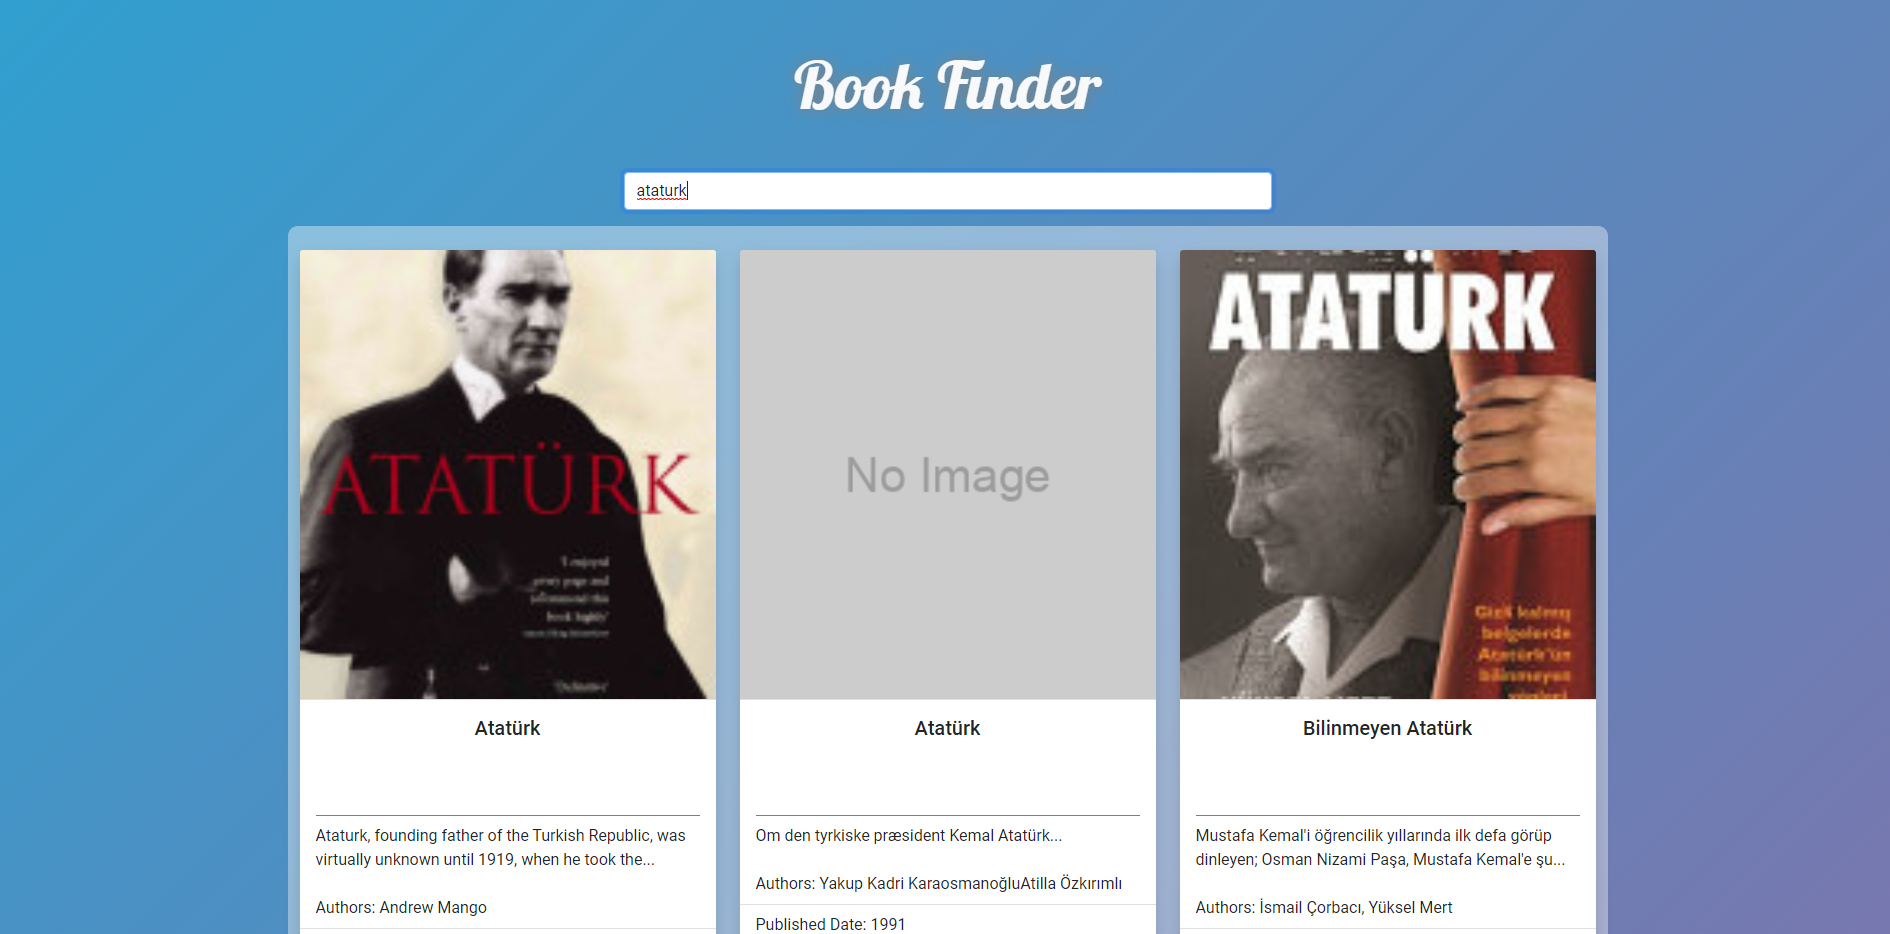 Book Finder
ataturk
ATATÜRK
'I enjoyed
every page and
recommend this
book highly'
'Definitive'
Atatürk
Ataturk, founding father of the Turkish Republic, was
virtually unknown until 1919, when he took the...
Authors: Andrew Mango
No Image
Atatürk
Om den tyrkiske præsident Kemal Atatürk...
Authors: Yakup Kadri KaraosmanoğluAtilla Özkırımlı
Published Date: 1991
ATATÜRK
Gizli kalmış
belgelerde
Atatürk'ün
bilinmeyen
yönleri
Bilinmeyen Atatürk
Mustafa Kemal'i öğrencilik yıllarında ilk defa görüp
dinleyen; Osman Nizami Paşa, Mustafa Kemal'e şu...
Authors: İsmail Çorbacı, Yüksel Mert